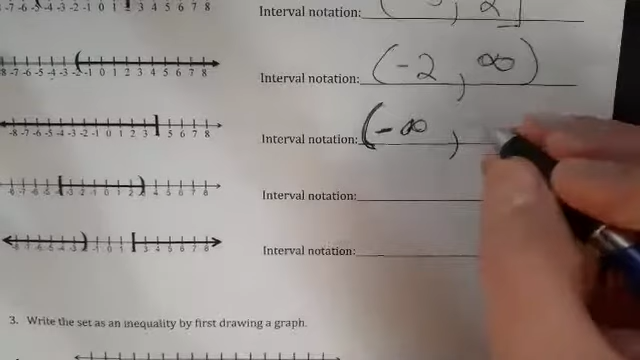 -7 -6 -5 -4 -3 -2 -1 0 1 2 3 4 5 6 7 8
Interval notation: , 2 ]
-8 -7 -6 -5 -4 -3 -2 -1 0 1 2 3 4 5 6 7 8
Interval notation: (-2 , ∞)
-8 -7 -6 -5 -4 -3 -2 -1 0 1 2 3 5 6 7 8
Interval notation: (-∞ ,
Interval notation:
Interval notation:
3. Write the set as an inequality by first drawing a graph.